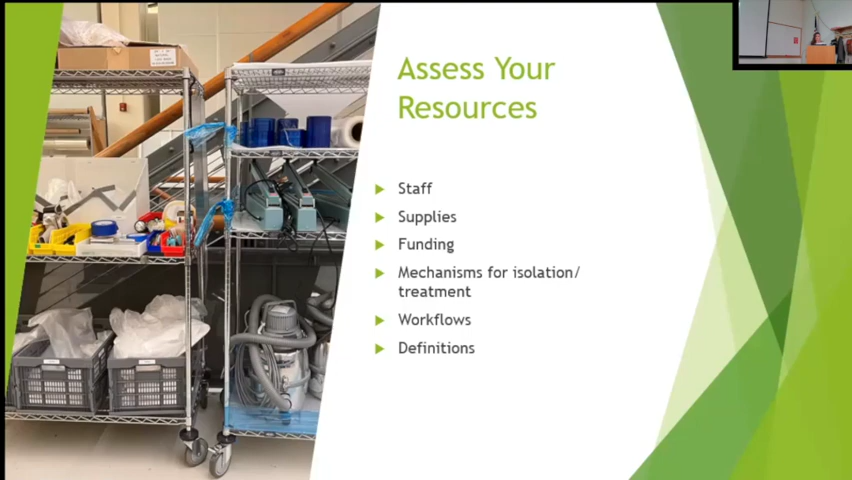 Assess Your
Resources
Staff
Supplies
Funding
Mechanisms for isolation/
treatment
Workflows
Definitions